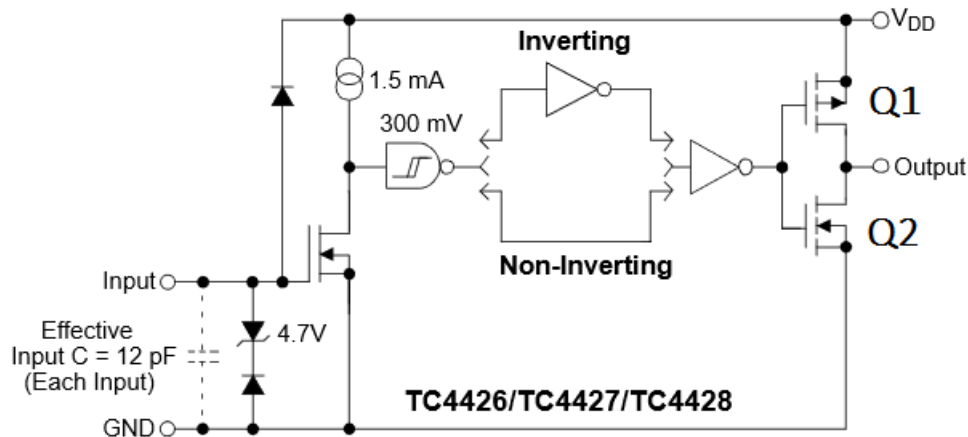 V_DD
Inverting
1.5 mA
Q1
300 mV
Output
Q2
Non-Inverting
Input
4.7V
Effective
Input C = 12 pF
(Each Input)
TC4426/TC4427/TC4428
GND